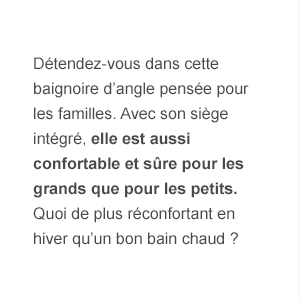 Détendez-vous dans cette
baignoire d’angle pensée pour
les familles. Avec son siège
intégré, elle est aussi
confortable et sûre pour les
grands que pour les petits.
Quoi de plus réconfortant en
hiver qu’un bon bain chaud ?